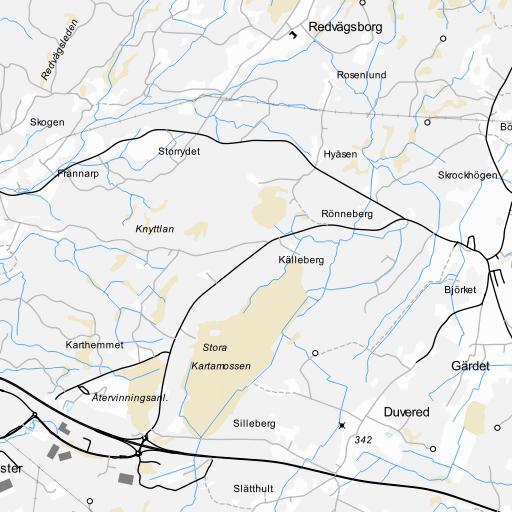 Redvägsborg
Redvägsleden
Rosenlund
Skogen
Bö
Storrydet
Hyåsen
Frännarp
Skrockhögen
Rönneberg
Knyttlan
Källeberg
Björket
Karthemmet
Stora
Kartamossen
Gärdet
Återvinningsanl.
Duvered
Silleberg
342
ster
Slätthult